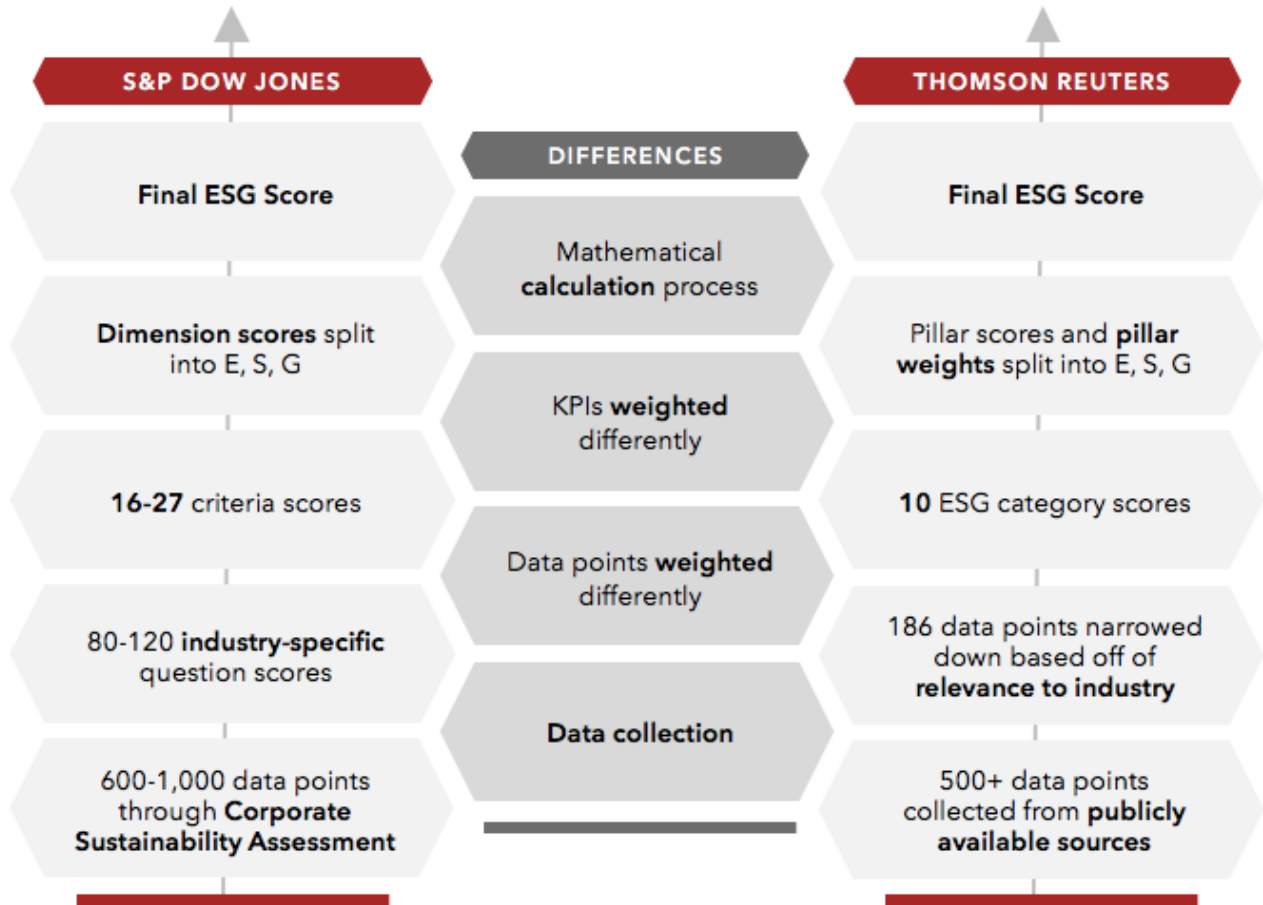 S&P DOW JONES
Final ESG Score
Dimension scores split
into E, S, G
16-27 criteria scores
80-120 industry-specific
question scores
600-1,000 data points
through Corporate
Sustainability Assessment
DIFFERENCES
Mathematical
calculation process
KPIs weighted
differently
Data points weighted
differently
Data collection
THOMSON REUTERS
Final ESG Score
Pillar scores and pillar
weights split into E, S, G
10 ESG category scores
186 data points narrowed
down based off of
relevance to industry
500+ data points
collected from publicly
available sources